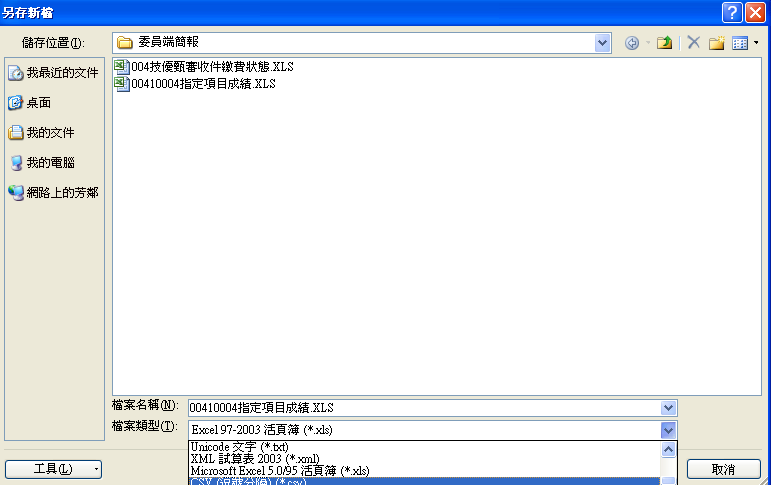 另存新檔
儲存位置(I):
委員端簡報
我最近的文件
桌面
我的文件
我的電腦
網路上的芳鄰
004技優甄審收件繳費狀態.XLS
00410004指定項目成績.XLS
檔案名稱(N):
00410004指定項目成績.XLS
檔案類型(T):
Excel 97-2003 活頁簿 (*.xls)
Unicode 文字 (*.txt)
XML 試算表 2003 (*.xml)
Microsoft Excel 5.0/95 活頁簿 (*.xls)
CSV (逗號分隔) (*.csv)
工具(L)
取消